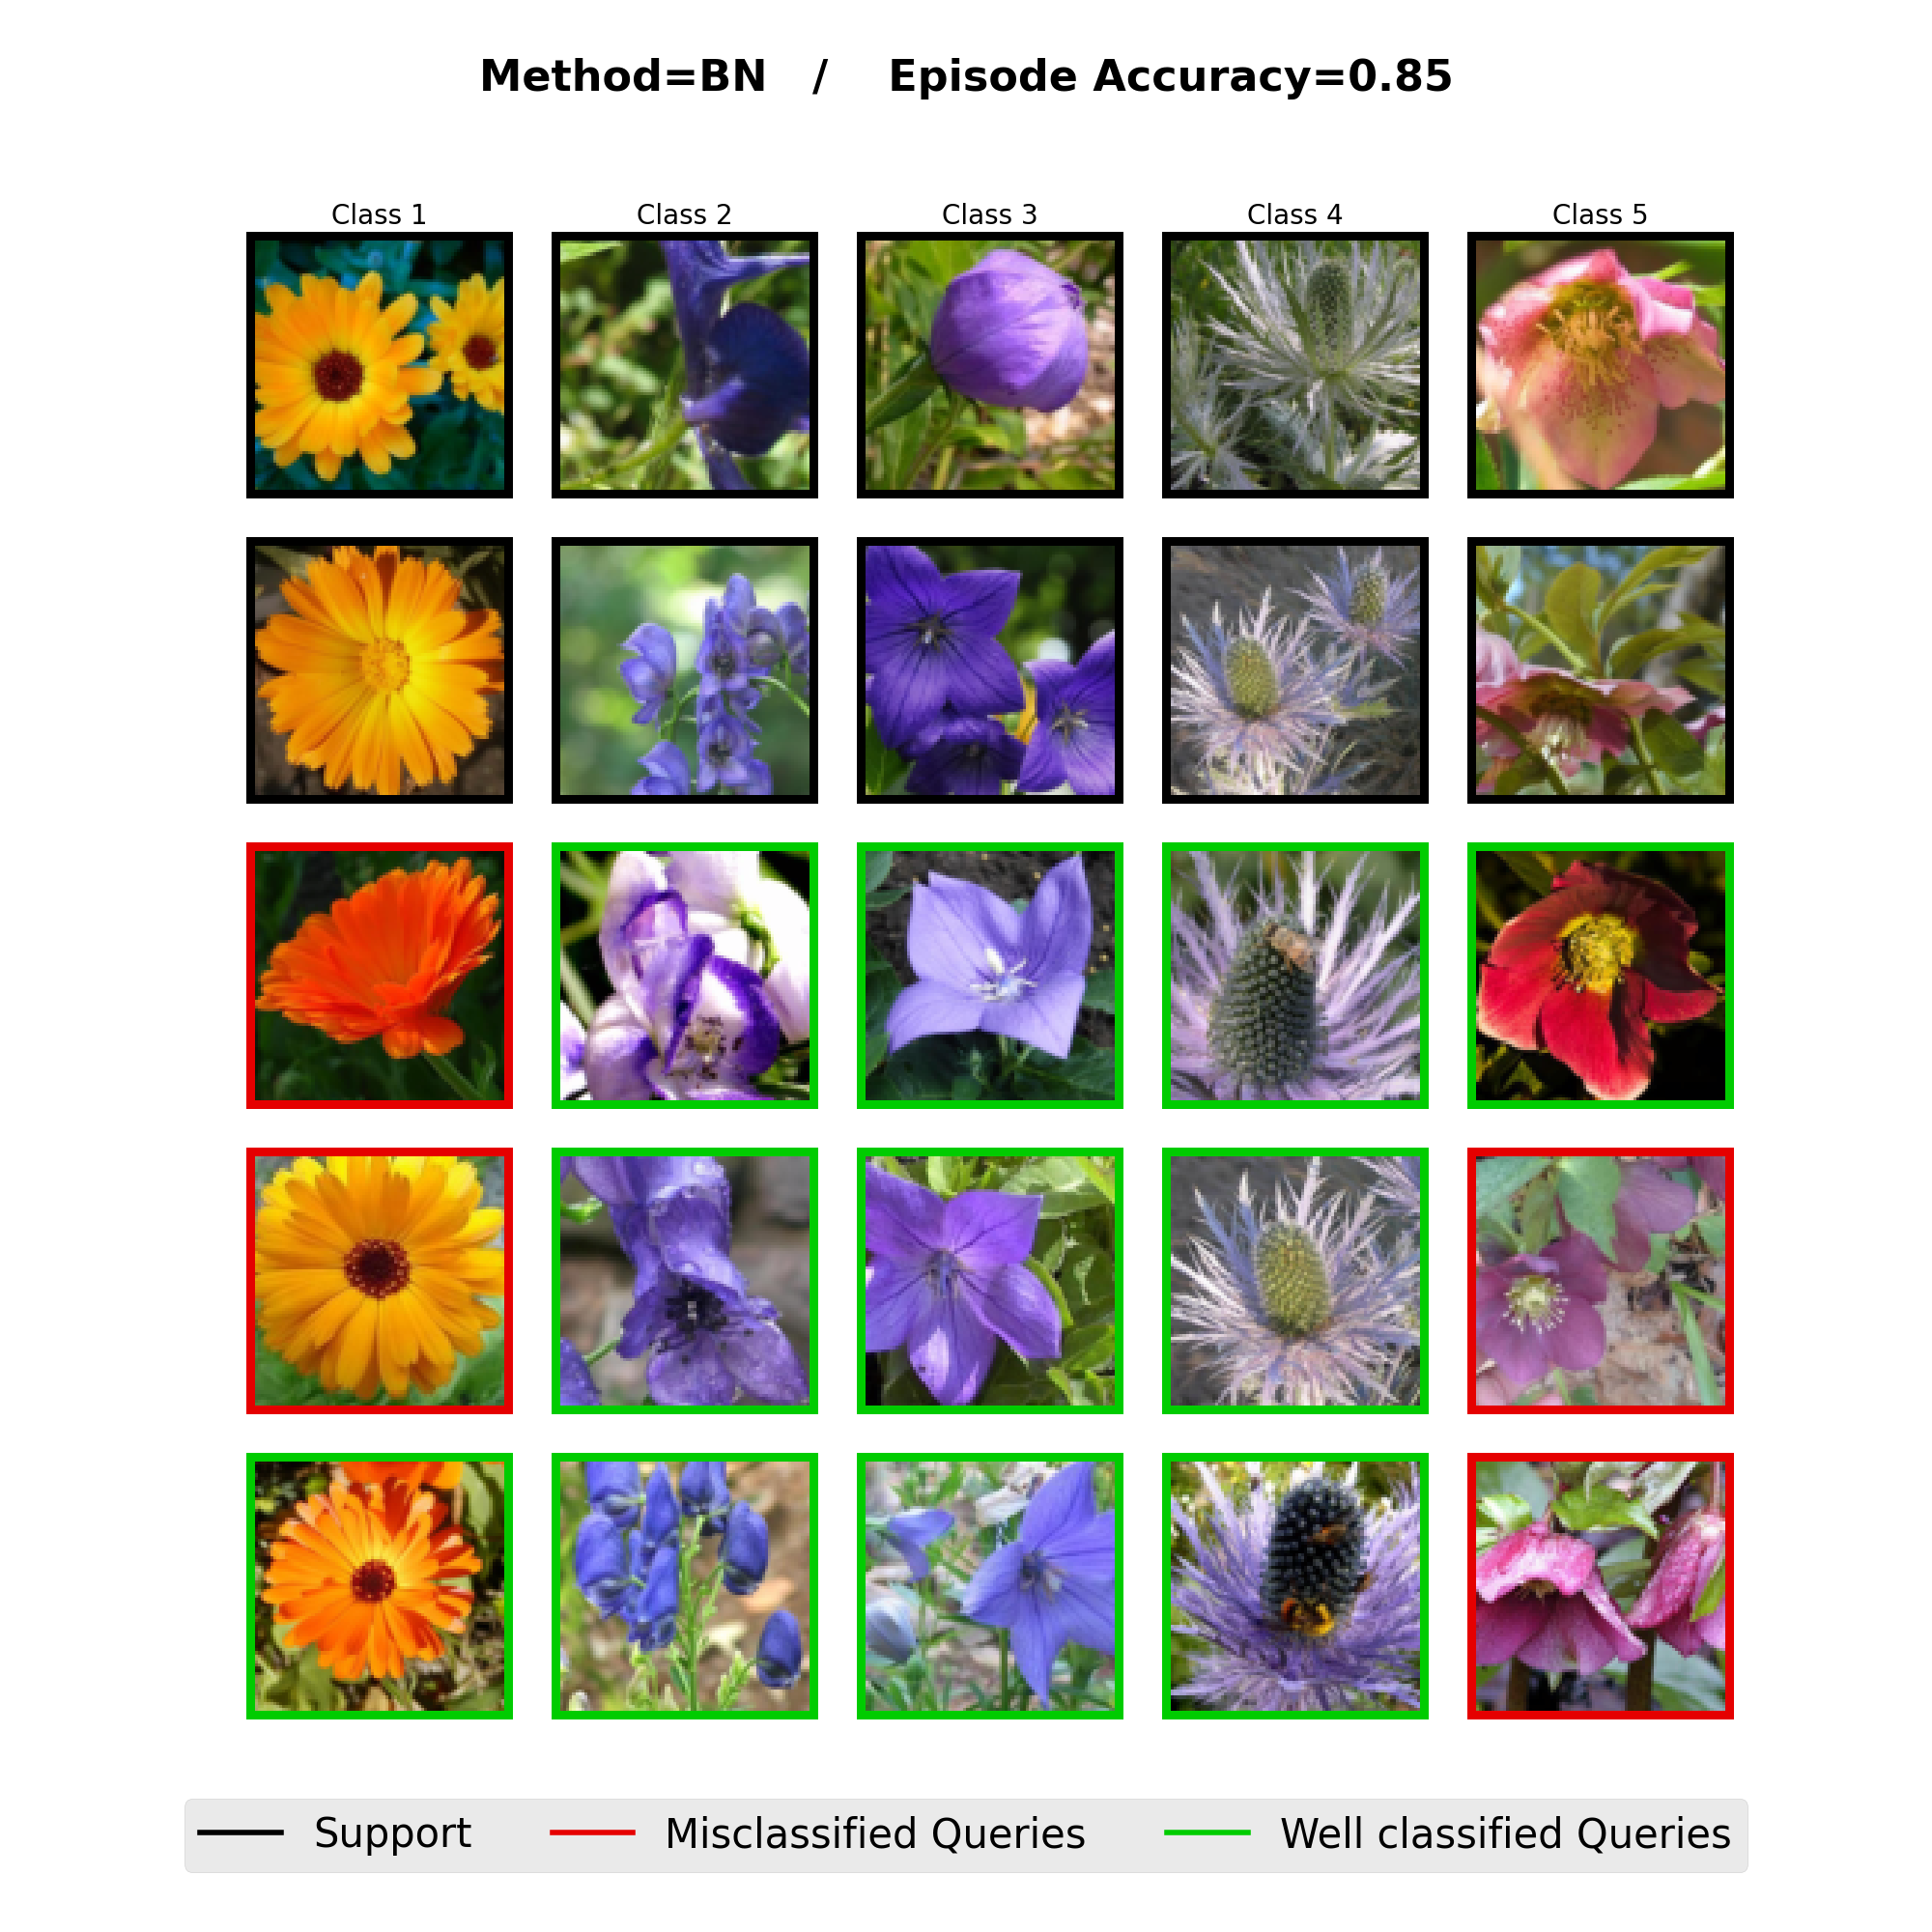 Method=BN / Episode Accuracy=0.85
Class 1 Class 2 Class 3 Class 4 Class 5
Support Misclassified Queries Well classified Queries